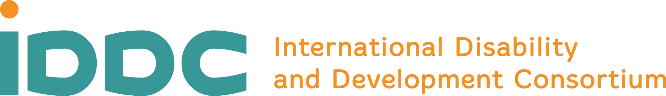 iDDC
International Disability
and Development Consortium